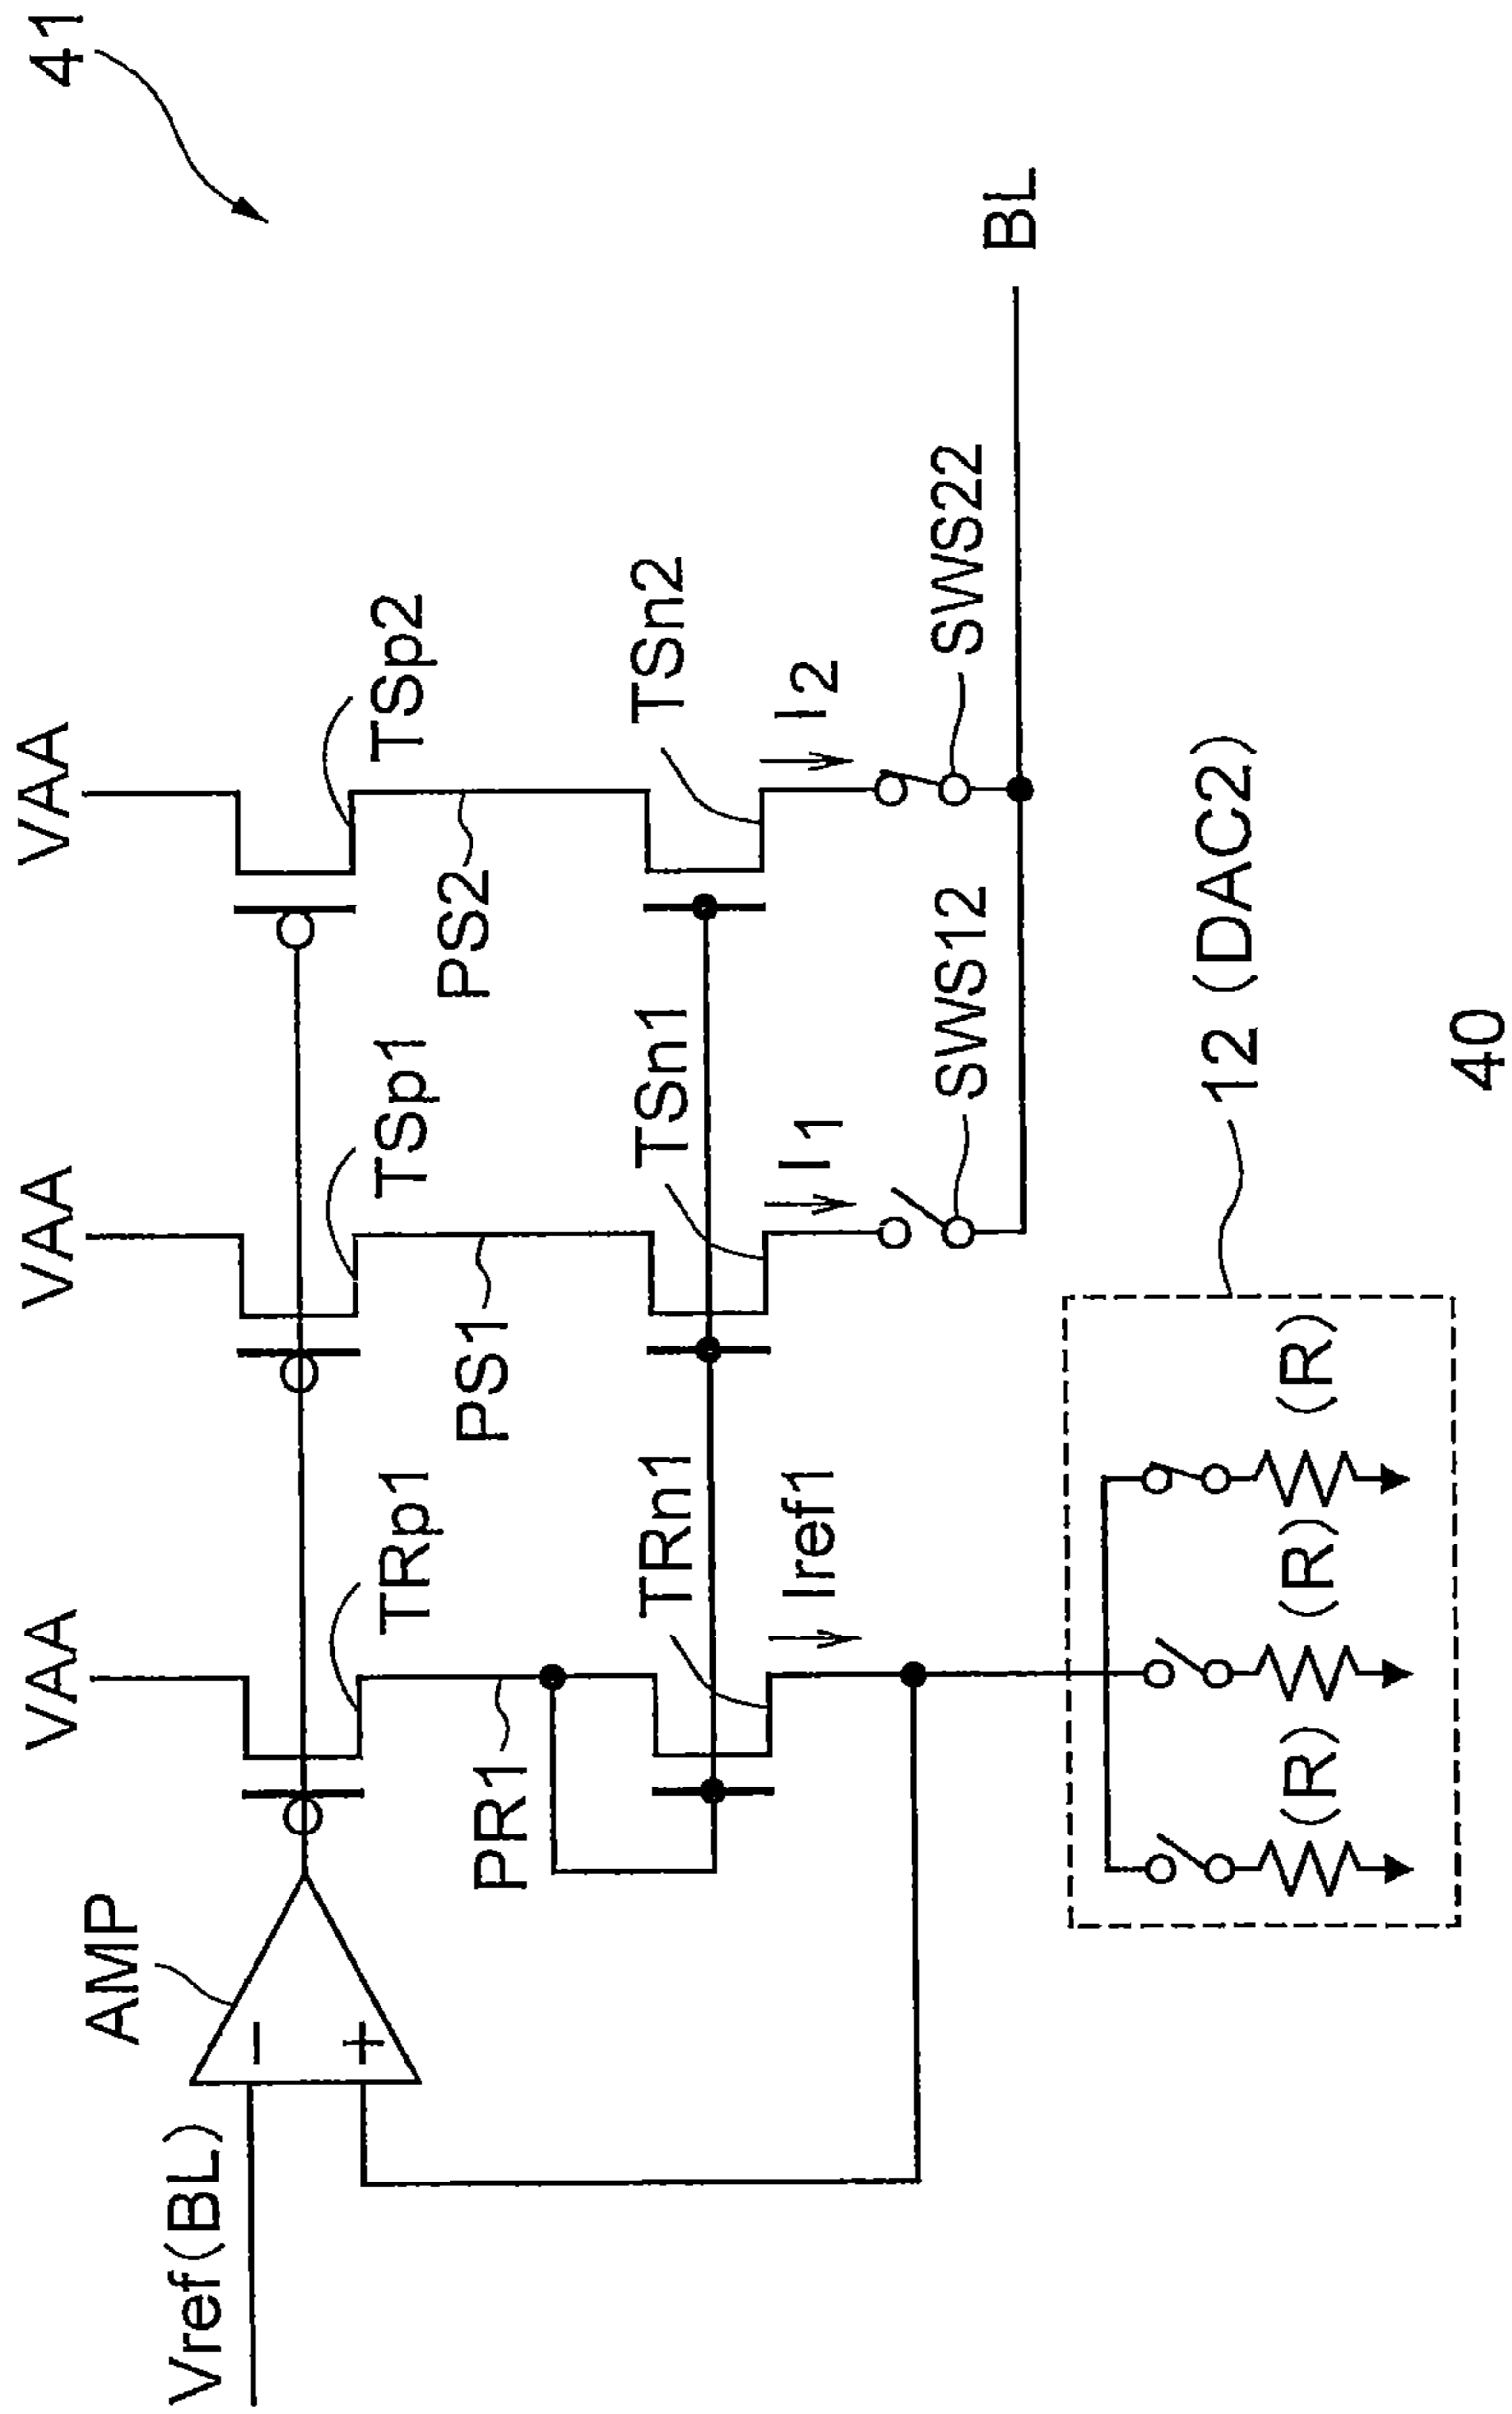 41
VAA
VAA
VAA
AMP
Vref(BL)
−
+
TRp1
TSp1
TSp2
PR1
PS1
PS2
TRn1
TSn1
TSn2
Iref1
I1
I2
SWS12
SWS22
BL
12 (DAC2)
(R)
(R)
(R)
40